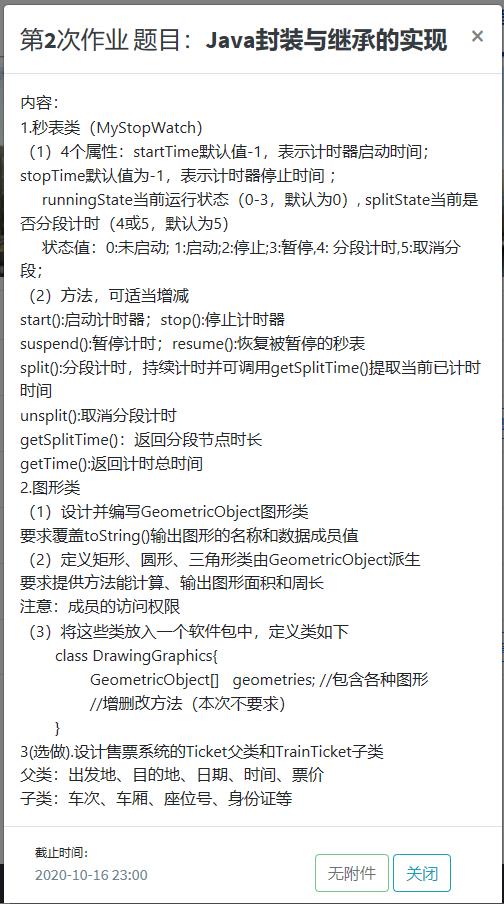 第2次作业 题目：Java封装与继承的实现
×
内容：
1.秒表类（MyStopWatch）
（1）4个属性：startTime默认值-1，表示计时器启动时间；
stopTime默认值为-1，表示计时器停止时间；
runningState当前运行状态（0-3，默认为0）, splitState当前是
否分段计时（4或5，默认为5）
状态值：0:未启动; 1:启动;2:停止;3:暂停,4: 分段计时,5:取消分
段；
（2）方法，可适当增减
start():启动计时器；stop():停止计时器
suspend():暂停计时；resume():恢复被暂停的秒表
split():分段计时，持续计时并可调用getSplitTime()提取当前已计时
时间
unsplit():取消分段计时
getSplitTime()：返回分段节点时长
getTime():返回计时总时间
2.图形类
（1）设计并编写GeometricObject图形类
要求覆盖toString()输出图形的名称和数据成员值
（2）定义矩形、圆形、三角形类由GeometricObject派生
要求提供方法能计算、输出图形面积和周长
注意：成员的访问权限
（3）将这些类放入一个软件包中，定义类如下
class DrawingGraphics{
GeometricObject[] geometries; //包含各种图形
//增删改方法（本次不要求）
}
3(选做).设计售票系统的Ticket父类和TrainTicket子类
父类：出发地、目的地、日期、时间、票价
子类：车次、车厢、座位号、身份证等
截止时间：
2020-10-16 23:00
无附件
关闭